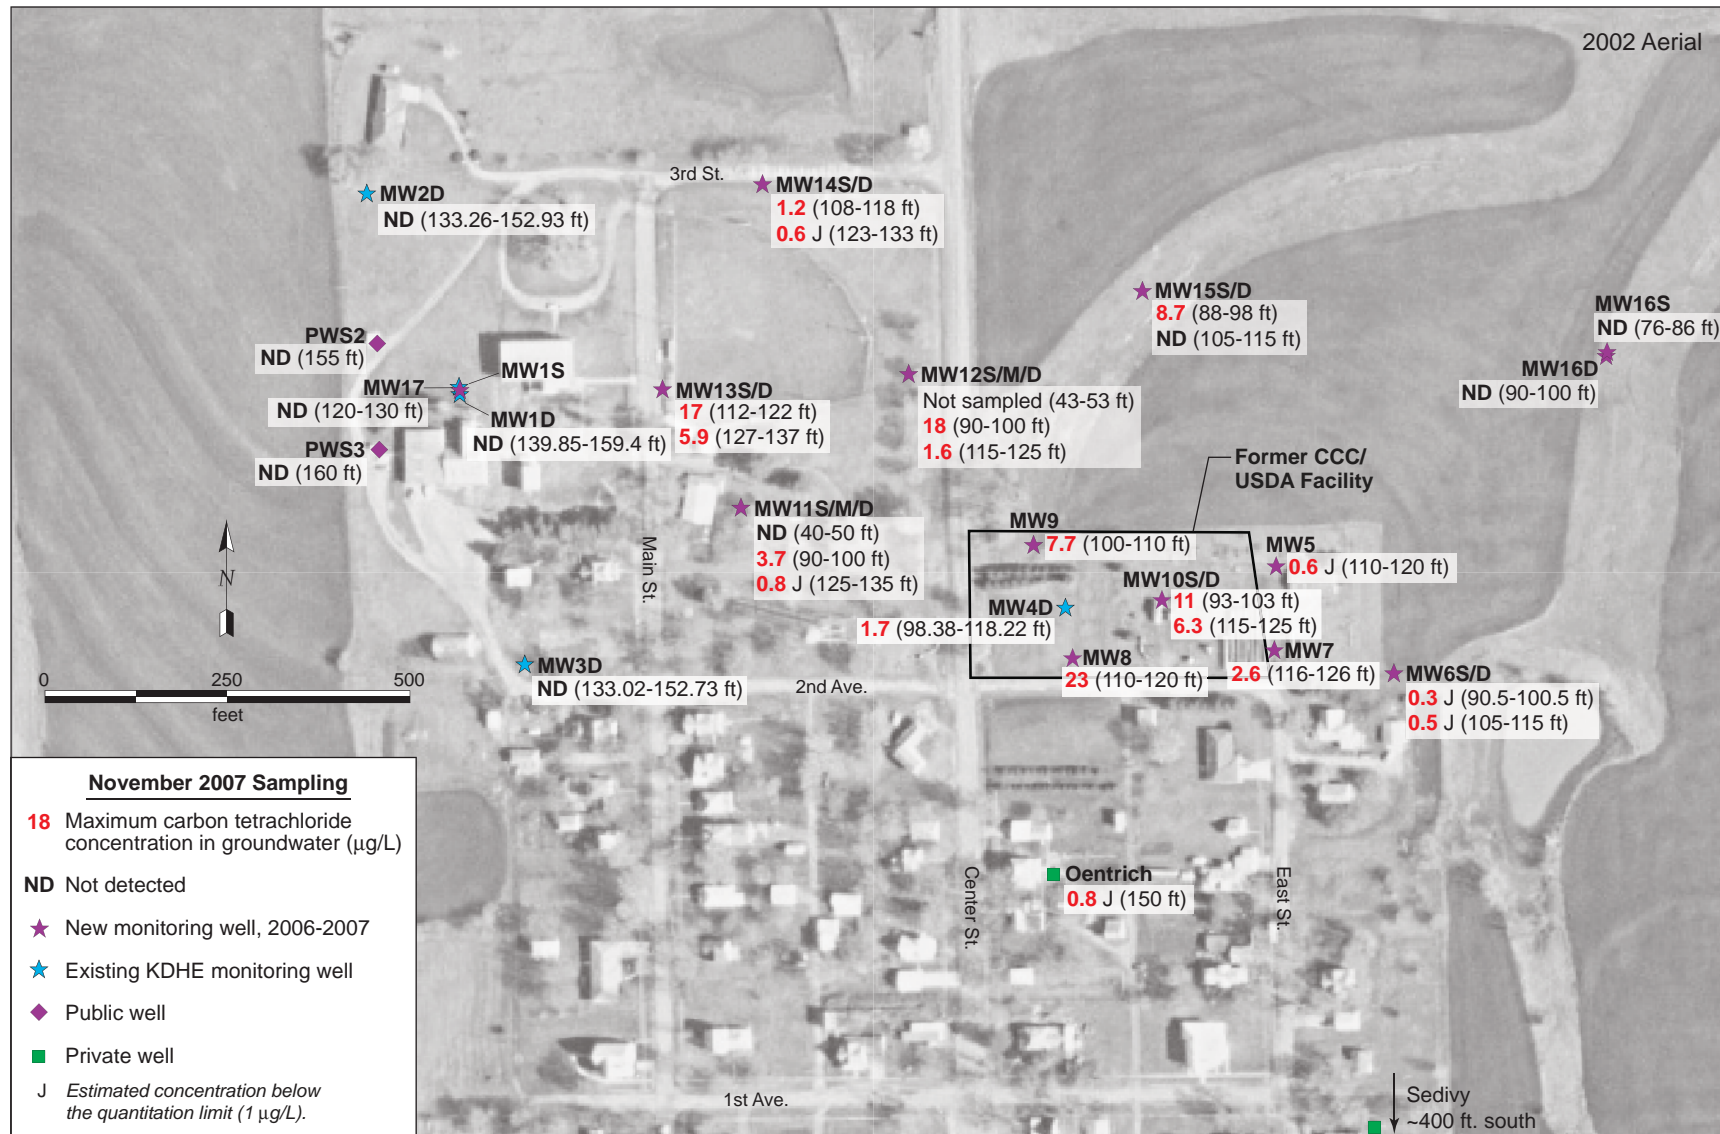 2002 Aerial
3rd St.
MW2D
ND (133.26-152.93 ft)
MW14S/D
1.2 (108-118 ft)
0.6 J (123-133 ft)
MW15S/D
8.7 (88-98 ft)
ND (105-115 ft)
MW16S
ND (76-86 ft)
MW16D
ND (90-100 ft)
PWS2
ND (155 ft)
MW1S
MW17
ND (120-130 ft)
MW1D
ND (139.85-159.4 ft)
PWS3
ND (160 ft)
MW13S/D
17 (112-122 ft)
5.9 (127-137 ft)
MW12S/M/D
Not sampled (43-53 ft)
18 (90-100 ft)
1.6 (115-125 ft)
Former CCC/
USDA Facility
MW11S/M/D
ND (40-50 ft)
3.7 (90-100 ft)
0.8 J (125-135 ft)
Main St.
MW9
7.7 (100-110 ft)
MW5
0.6 J (110-120 ft)
MW10S/D
11 (93-103 ft)
6.3 (115-125 ft)
MW4D
1.7 (98.38-118.22 ft)
MW8
23 (110-120 ft)
MW7
2.6 (116-126 ft)
MW6S/D
0.3 J (90.5-100.5 ft)
0.5 J (105-115 ft)
MW3D
ND (133.02-152.73 ft)
2nd Ave.
N
0 250 500
feet
Center St.
East St.
Oentrich
0.8 J (150 ft)
1st Ave.
Sedivy
~400 ft. south
November 2007 Sampling
18 Maximum carbon tetrachloride
concentration in groundwater (µg/L)
ND Not detected
New monitoring well, 2006-2007
Existing KDHE monitoring well
Public well
Private well
J Estimated concentration below
the quantitation limit (1 µg/L).